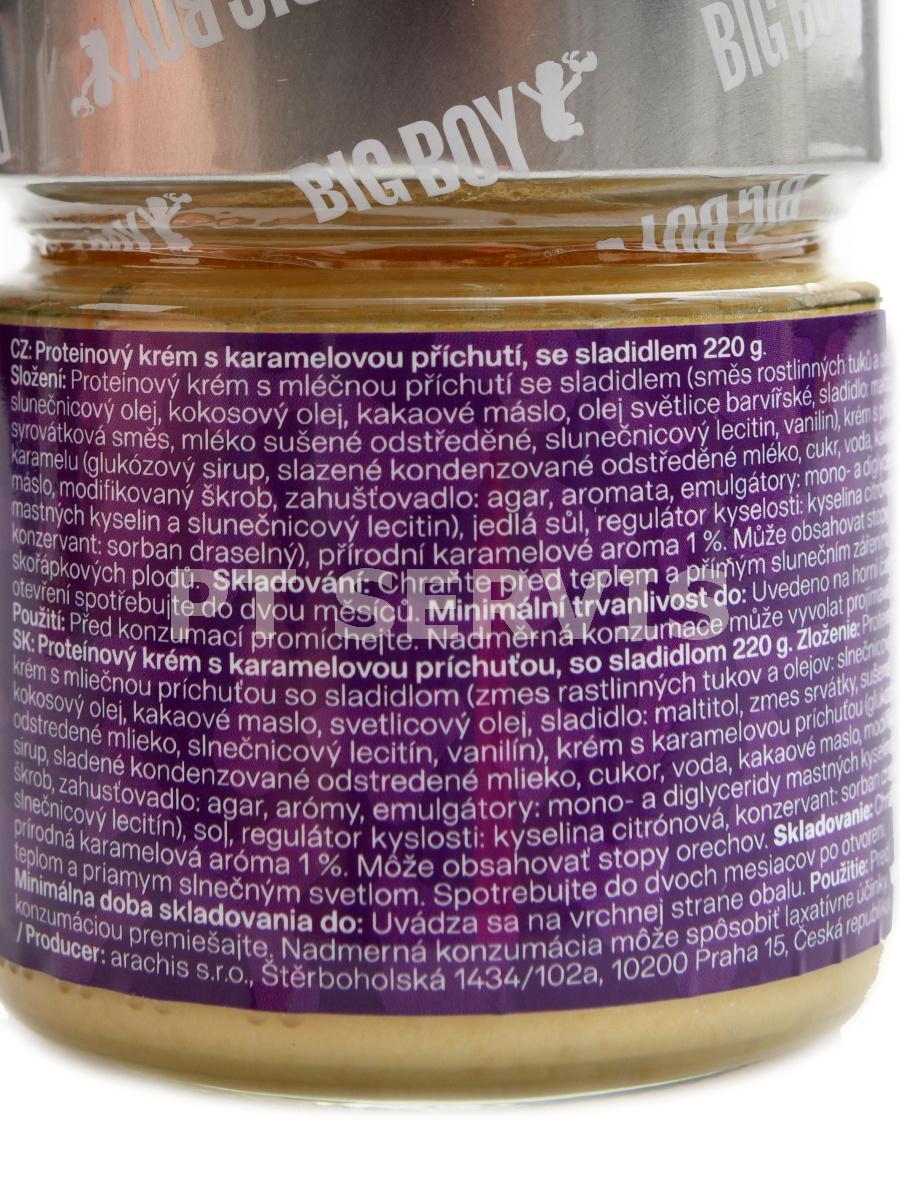 BIG BOY
BIG BOY
BIG BOY
CZ: Proteinový krém s karamelovou příchutí, se sladidlem 220 g.
Složení: Proteinový krém s mléčnou příchutí se sladidlem (směs rostlinných tuků a
slunečnicový olej, kokosový olej, kakaové máslo, olej světlice barvířské, sladidlo:
syrovátková směs, mléko sušené odstředěné, slunečnicový lecitin, vanilin), krém s
karamelu (glukózový sirup, slazené kondenzované odstředěné mléko, cukr, voda,
máslo, modifikovaný škrob, zahušťovadlo: agar, aromata, emulgátory: mono- a
mastných kyselin a slunečnicový lecitin), jedlá sůl, regulátor kyselosti: kyselina
konzervant: sorban draselný), přírodní karamelové aroma 1 %. Může obsahovat
skořápkových plodů. Skladování: Chraňte před teplem a přímým slunečním
otevření spotřebujte do dvou měsíců. Minimální trvanlivost do: Uvedeno na horní
Použití: Před konzumací promíchejte. Nadměrná konzumace může vyvolat
SK: Proteínový krém s karamelovou príchuťou, so sladidlom 220 g. Zloženie:
krém s mliečnou príchuťou so sladidlom (zmes rastlinných tukov a olejov:
kokosový olej, kakaové maslo, svetlicový olej, sladidlo: maltitol, zmes srvátky,
odstredené mlieko, slnečnicový lecitín, vanilín), krém s karamelovou príchuťou
sirup, sladené kondenzované odstredené mlieko, cukor, voda, kakaové maslo,
škrob, zahusťovadlo: agar, arómy, emulgátory: mono- a diglyceridy mastných
slnečnicový lecitín), sol, regulátor kyslosti: kyselina citrónová, konzervant: sorban
prírodná karamelová aróma 1 %. Môže obsahovať stopy orechov. Skladovanie:
teplom a priamym slnečným svetlom. Spotrebujte do dvoch mesiacov po
Minimálna doba skladovania do: Uvádza sa na vrchnej strane obalu. Použitie:
konzumáciou premiešajte. Nadmerná konzumácia môže spôsobiť laxatívne účinky.
/ Producer: arachis s.r.o., Štěrboholská 1434/102a, 10200 Praha 15, Česká republika
PT SERVIS